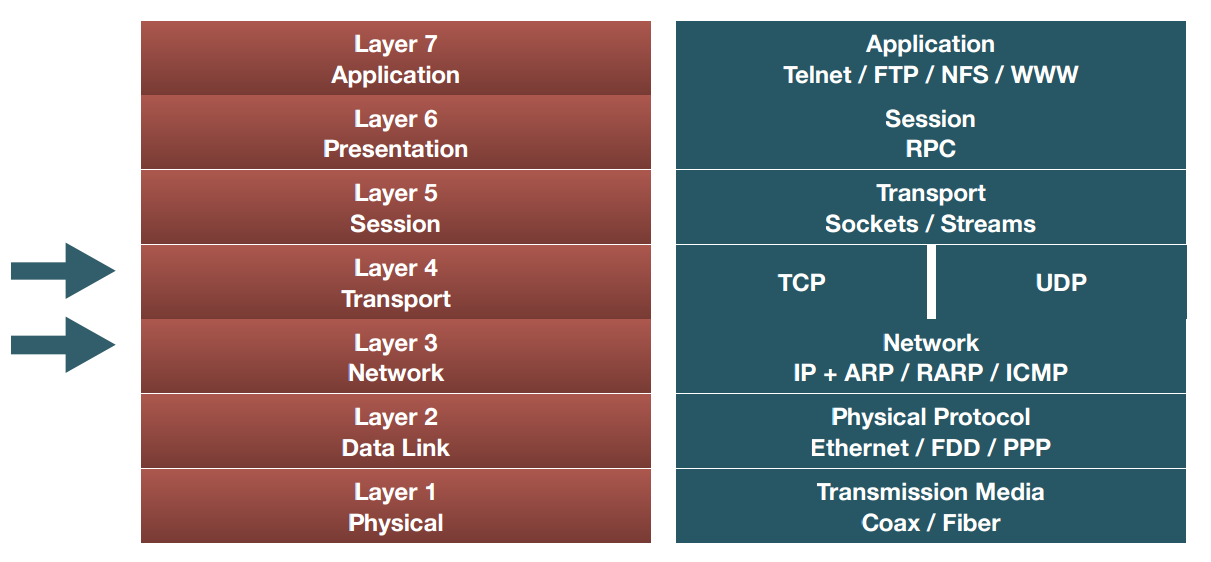 Layer 7
Application
Layer 6
Presentation
Layer 5
Session
Layer 4
Transport
Layer 3
Network
Layer 2
Data Link
Layer 1
Physical
Application
Telnet / FTP / NFS / WWW
Session
RPC
Transport
Sockets / Streams
TCP
UDP
Network
IP + ARP / RARP / ICMP
Physical Protocol
Ethernet / FDD / PPP
Transmission Media
Coax / Fiber